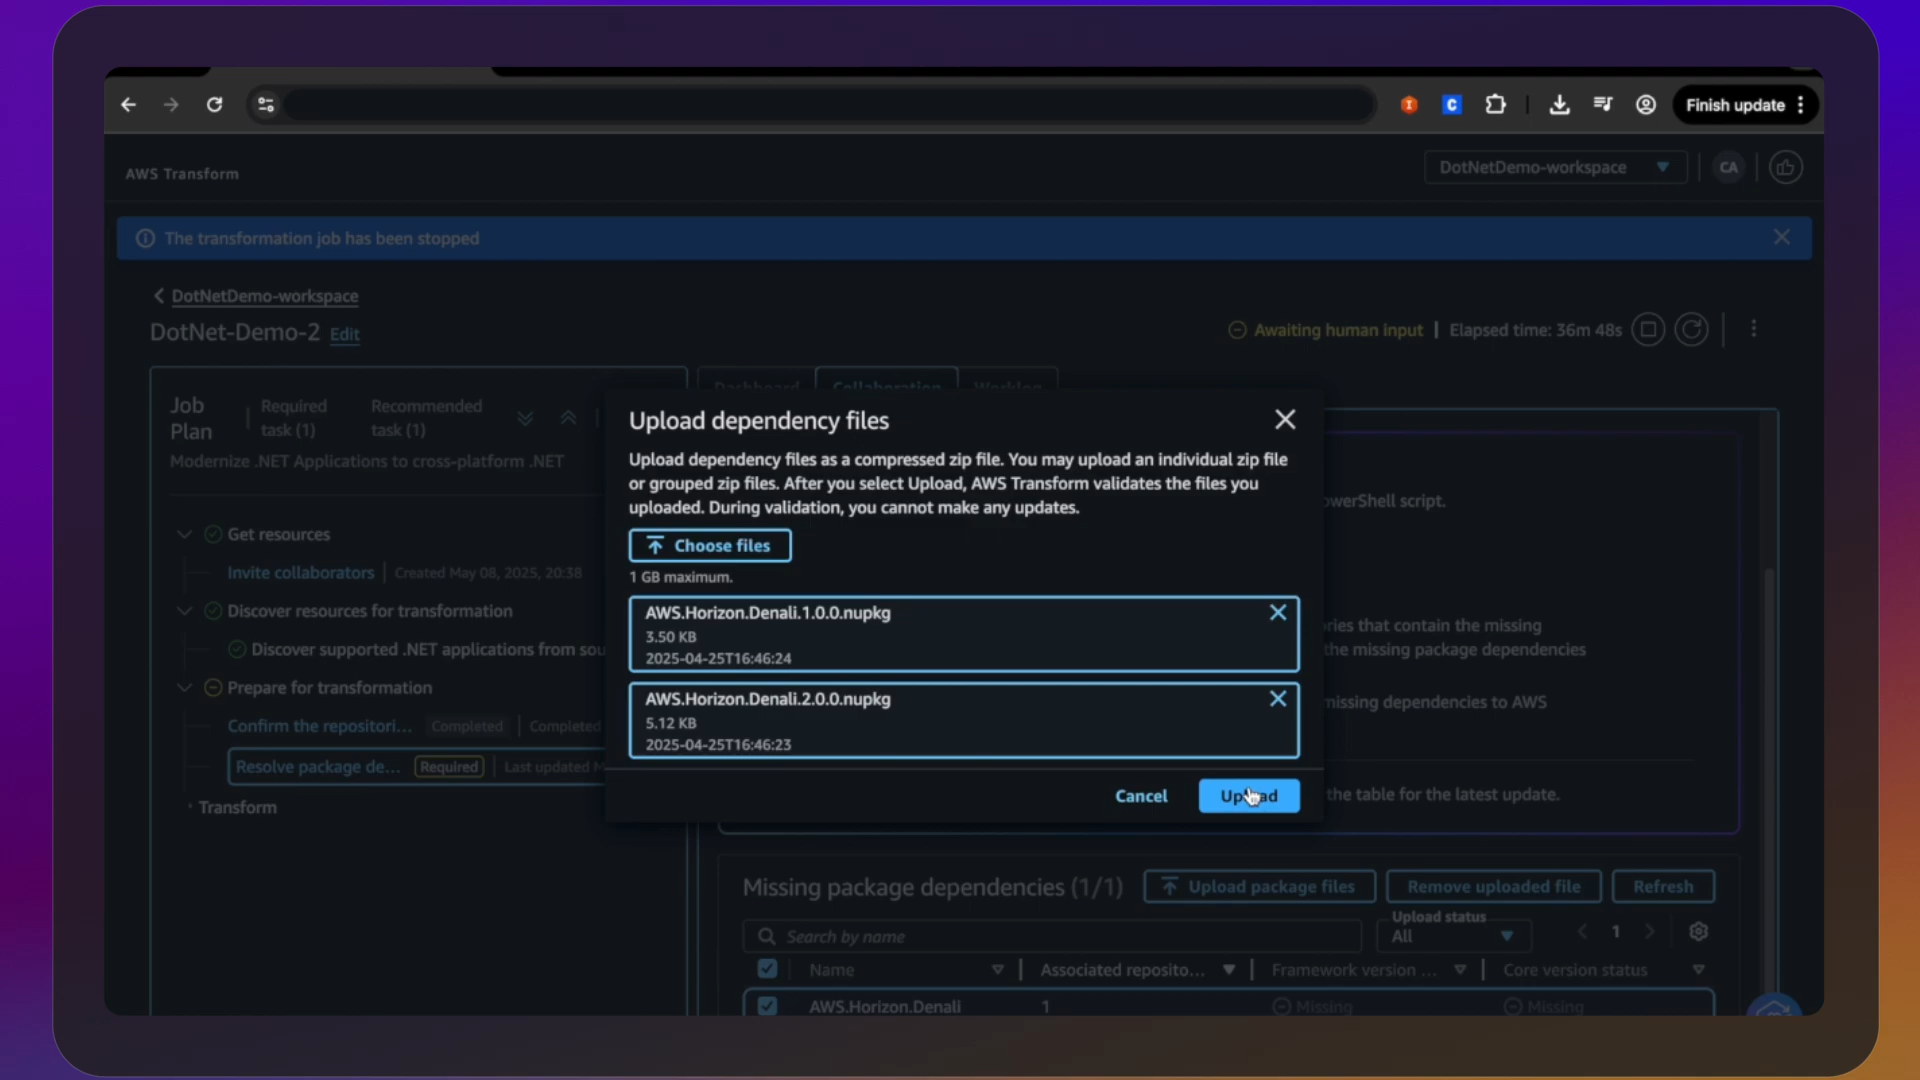 Finish update
AWS Transform
DotNetDemo-workspace
CA
The transformation job has been stopped
DotNetDemo-workspace
DotNet-Demo-2 Edit
Awaiting human input | Elapsed time: 36m 48s
Job Plan
Required task (1)
Recommended task (1)
Modernize .NET Applications to cross-platform .NET
Get resources
Invite collaborators | Created May 08, 2025, 20:38
Discover resources for transformation
Discover supported .NET applications from sou
Prepare for transformation
Confirm the repositori... Completed | Completed
Resolve package de... Required | Last updated M
Transform
Dashboard Collaboration Worklog
Upload dependency files
Upload dependency files as a compressed zip file. You may upload an individual zip file
or grouped zip files. After you select Upload, AWS Transform validates the files you
uploaded. During validation, you cannot make any updates.
Choose files
1 GB maximum.
AWS.Horizon.Denali.1.0.0.nupkg
3.50 KB
2025-04-25T16:46:24
AWS.Horizon.Denali.2.0.0.nupkg
5.12 KB
2025-04-25T16:46:23
Cancel Upload
owerShell script.
ries that contain the missing
the missing package dependencies
missing dependencies to AWS
the table for the latest update.
Missing package dependencies (1/1)
Upload package files
Remove uploaded file
Refresh
Search by name
Upload status
All
1
Name
Associated reposito...
Framework version ...
Core version status
AWS.Horizon.Denali 1 Missing Missing